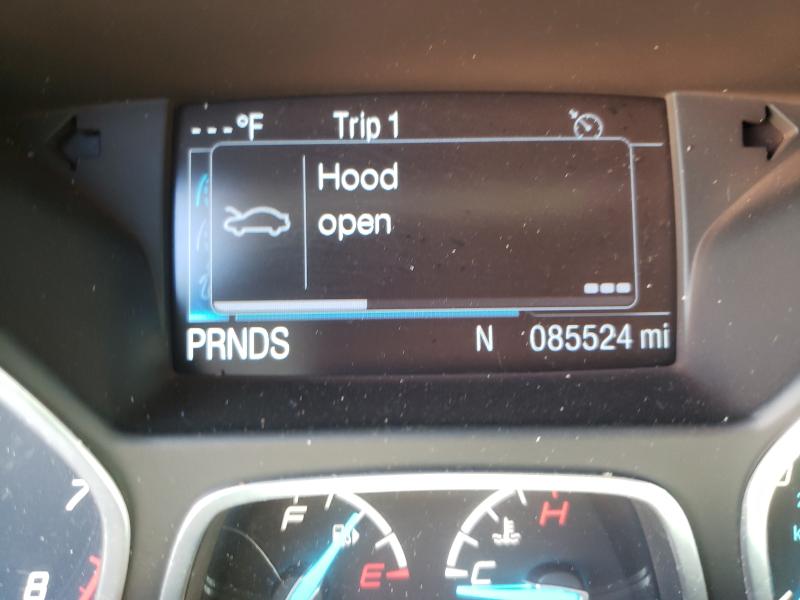 ---°F Trip 1
Hood
open
PRNDS N 085524 mi
F E
C H
7
8